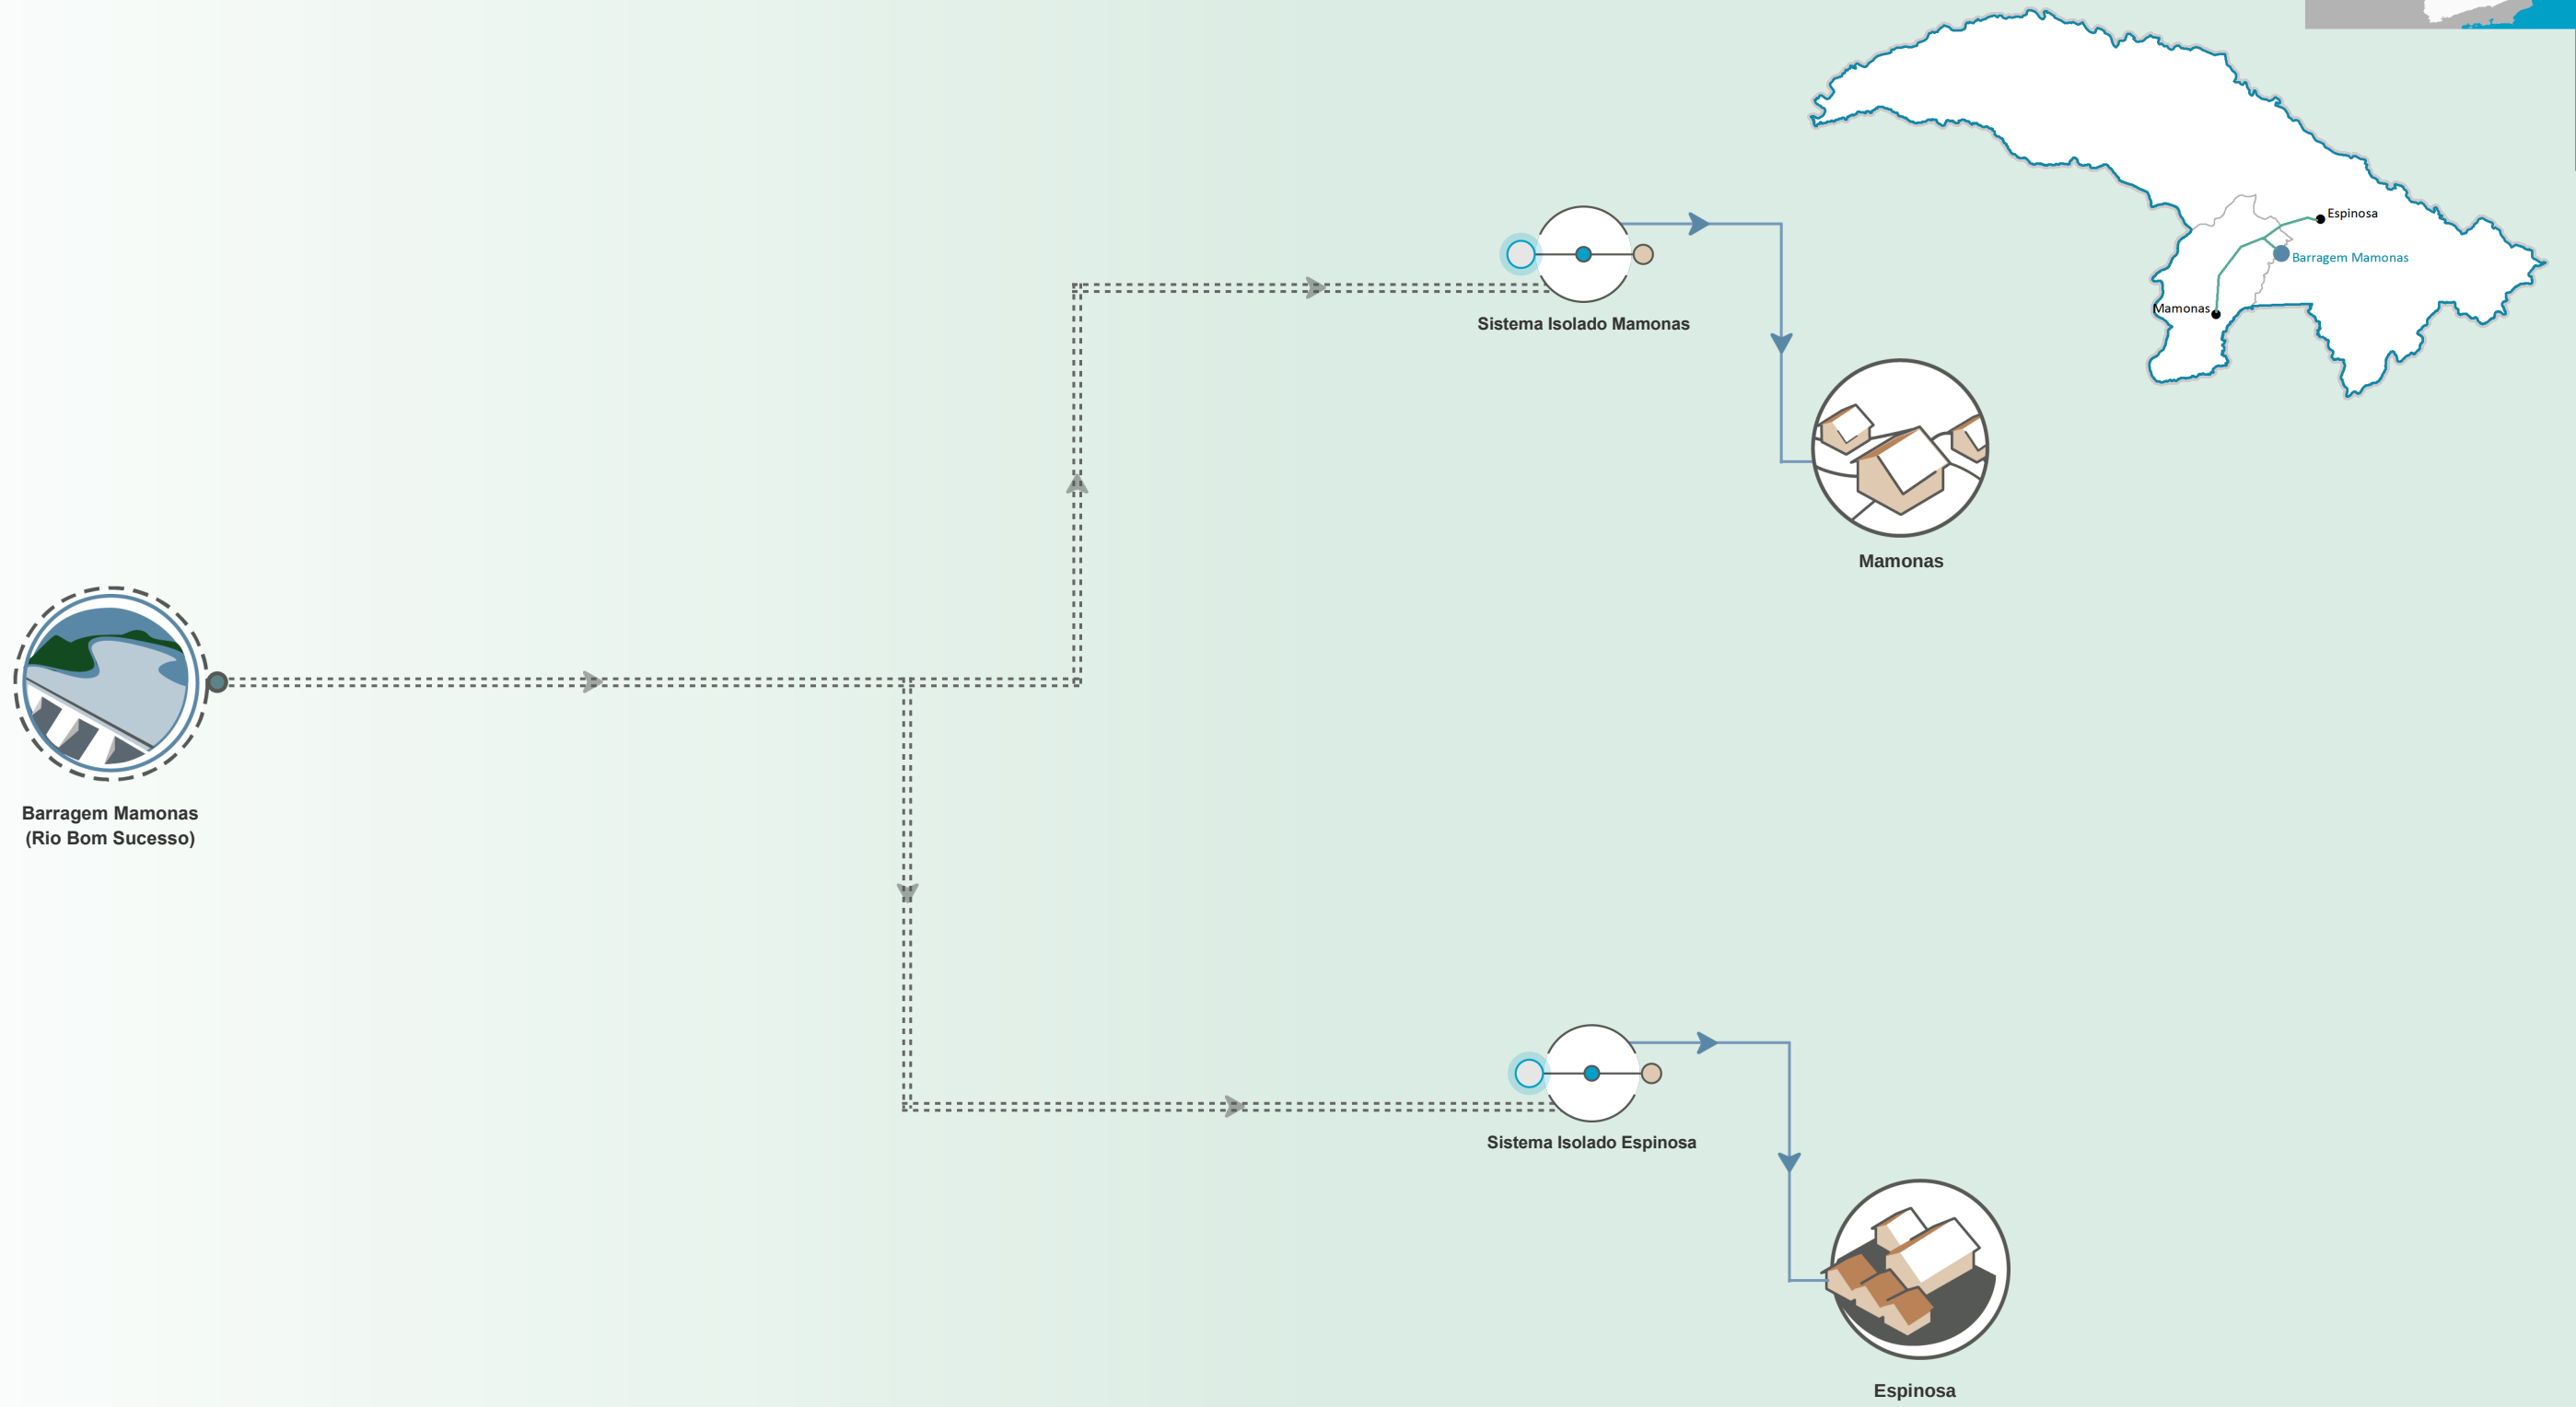 Espinosa
Barragem Mamonas
Mamonas
Sistema Isolado Mamonas
Mamonas
Barragem Mamonas
(Rio Bom Sucesso)
Sistema Isolado Espinosa
Espinosa